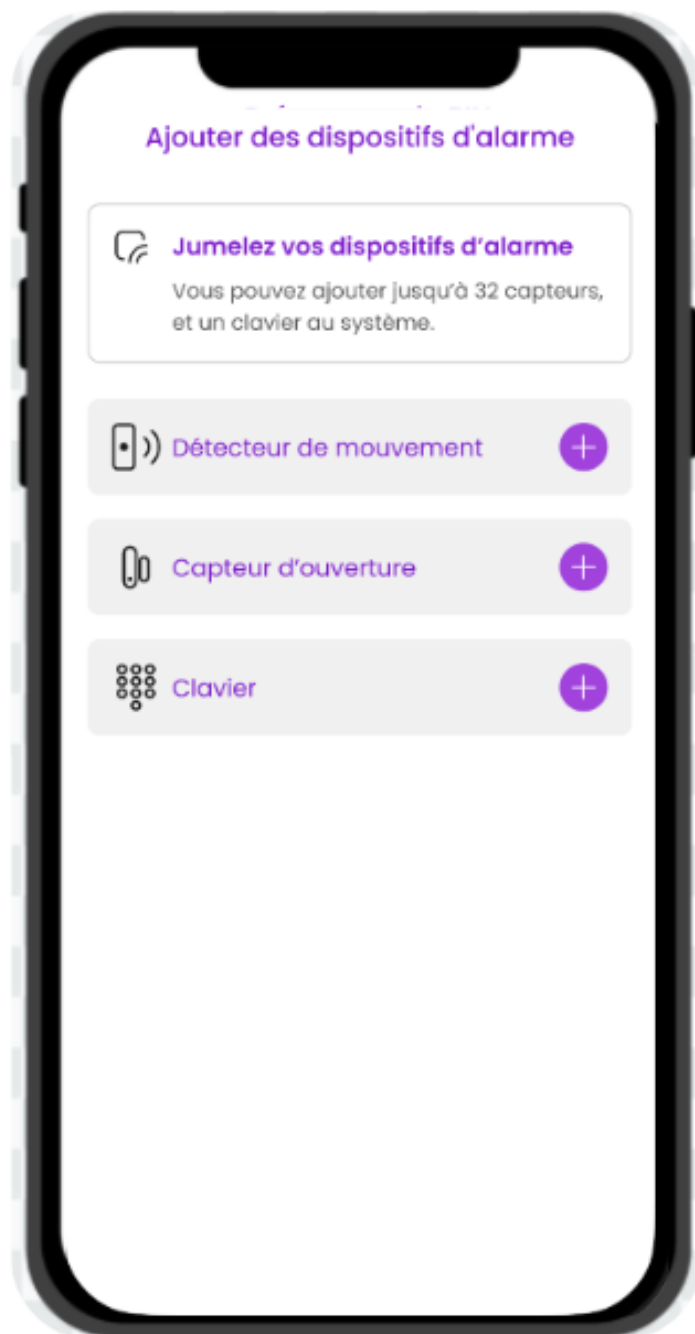 Ajouter des dispositifs d'alarme
Jumelez vos dispositifs d’alarme
Vous pouvez ajouter jusqu’à 32 capteurs,
et un clavier au système.
Détecteur de mouvement
Capteur d’ouverture
Clavier